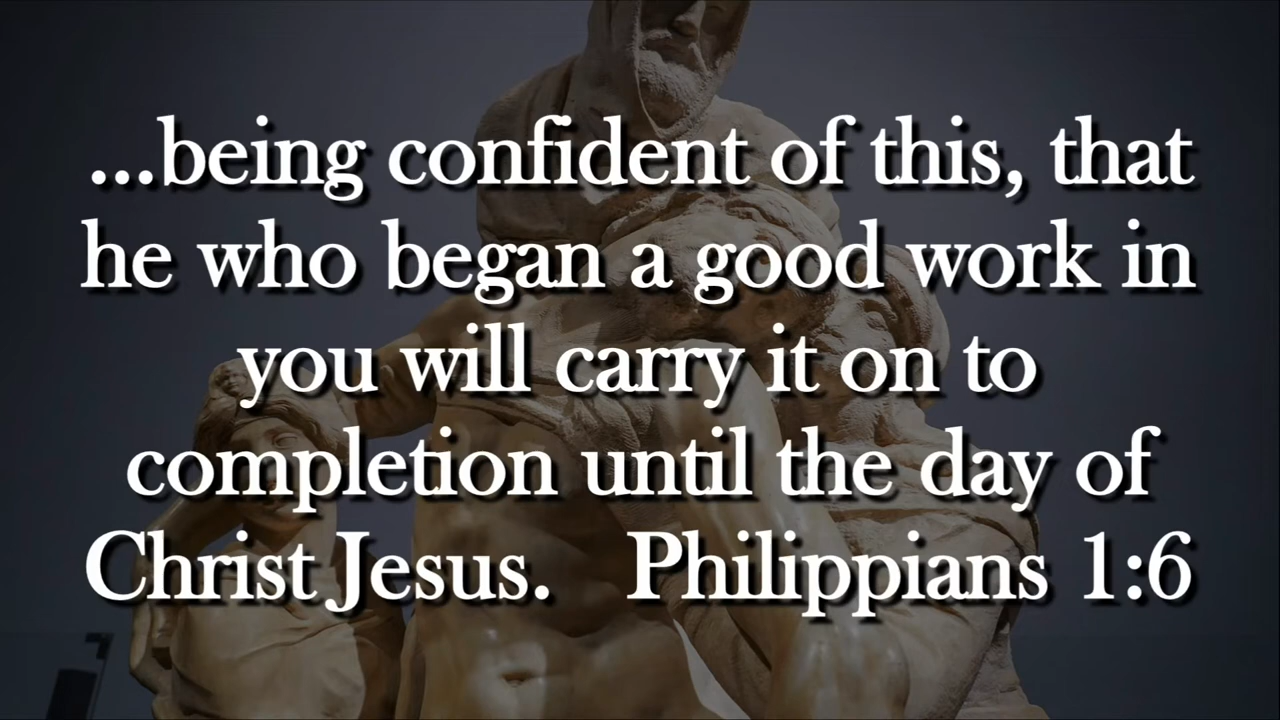 ...being confident of this, that
he who began a good work in
you will carry it on to
completion until the day of
Christ Jesus.   Philippians 1:6